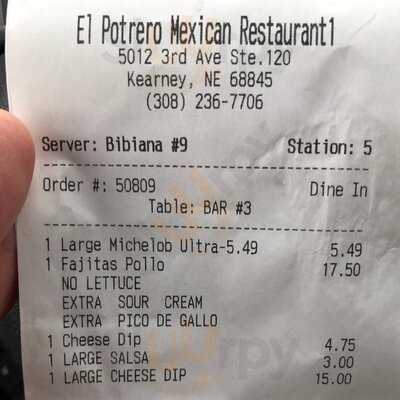 El Potrero Mexican Restaurant1
5012 3rd Ave Ste.120
Kearney, NE 68845
(308) 236-7706
Server: Bibiana #9 Station: 5
Order #: 50809 Dine In
Table: BAR #3
1 Large Michelob Ultra-5.49 5.49
1 Fajitas Pollo 17.50
NO LETTUCE
EXTRA SOUR CREAM
EXTRA PICO DE GALLO
1 Cheese Dip 4.75
1 LARGE SALSA 3.00
1 LARGE CHEESE DIP 15.00